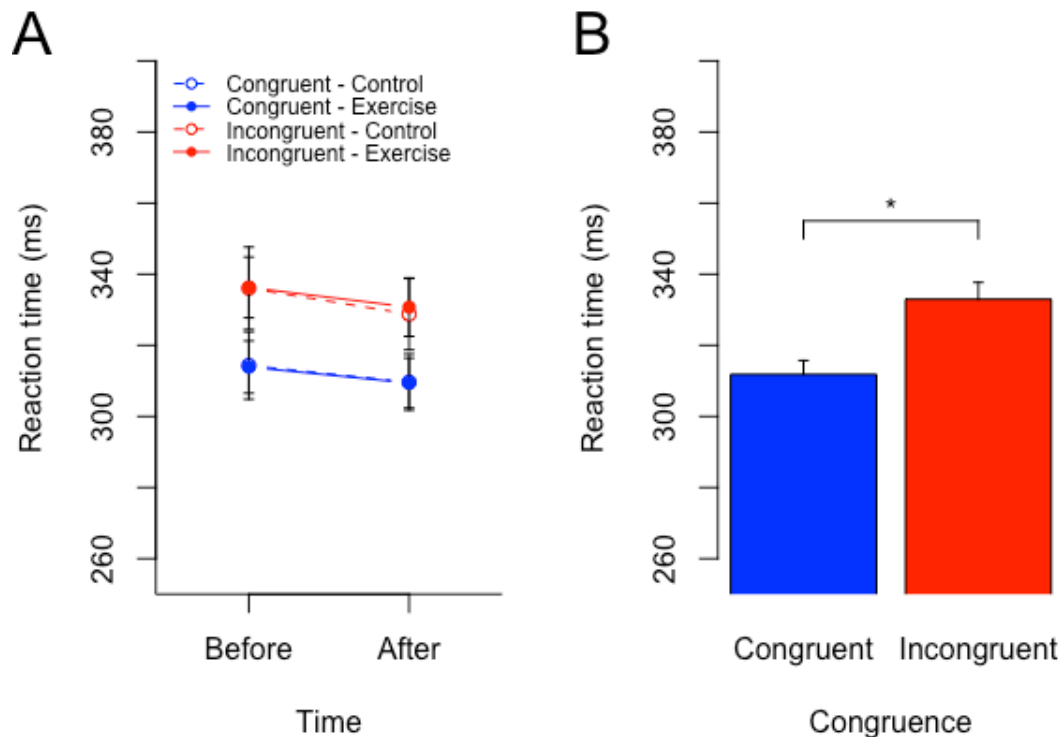 A
Congruent - Control
Congruent - Exercise
Incongruent - Control
Incongruent - Exercise
Reaction time (ms)
380
340
300
260
Before After
Time
B
*
Reaction time (ms)
380
340
300
260
Congruent Incongruent
Congruence